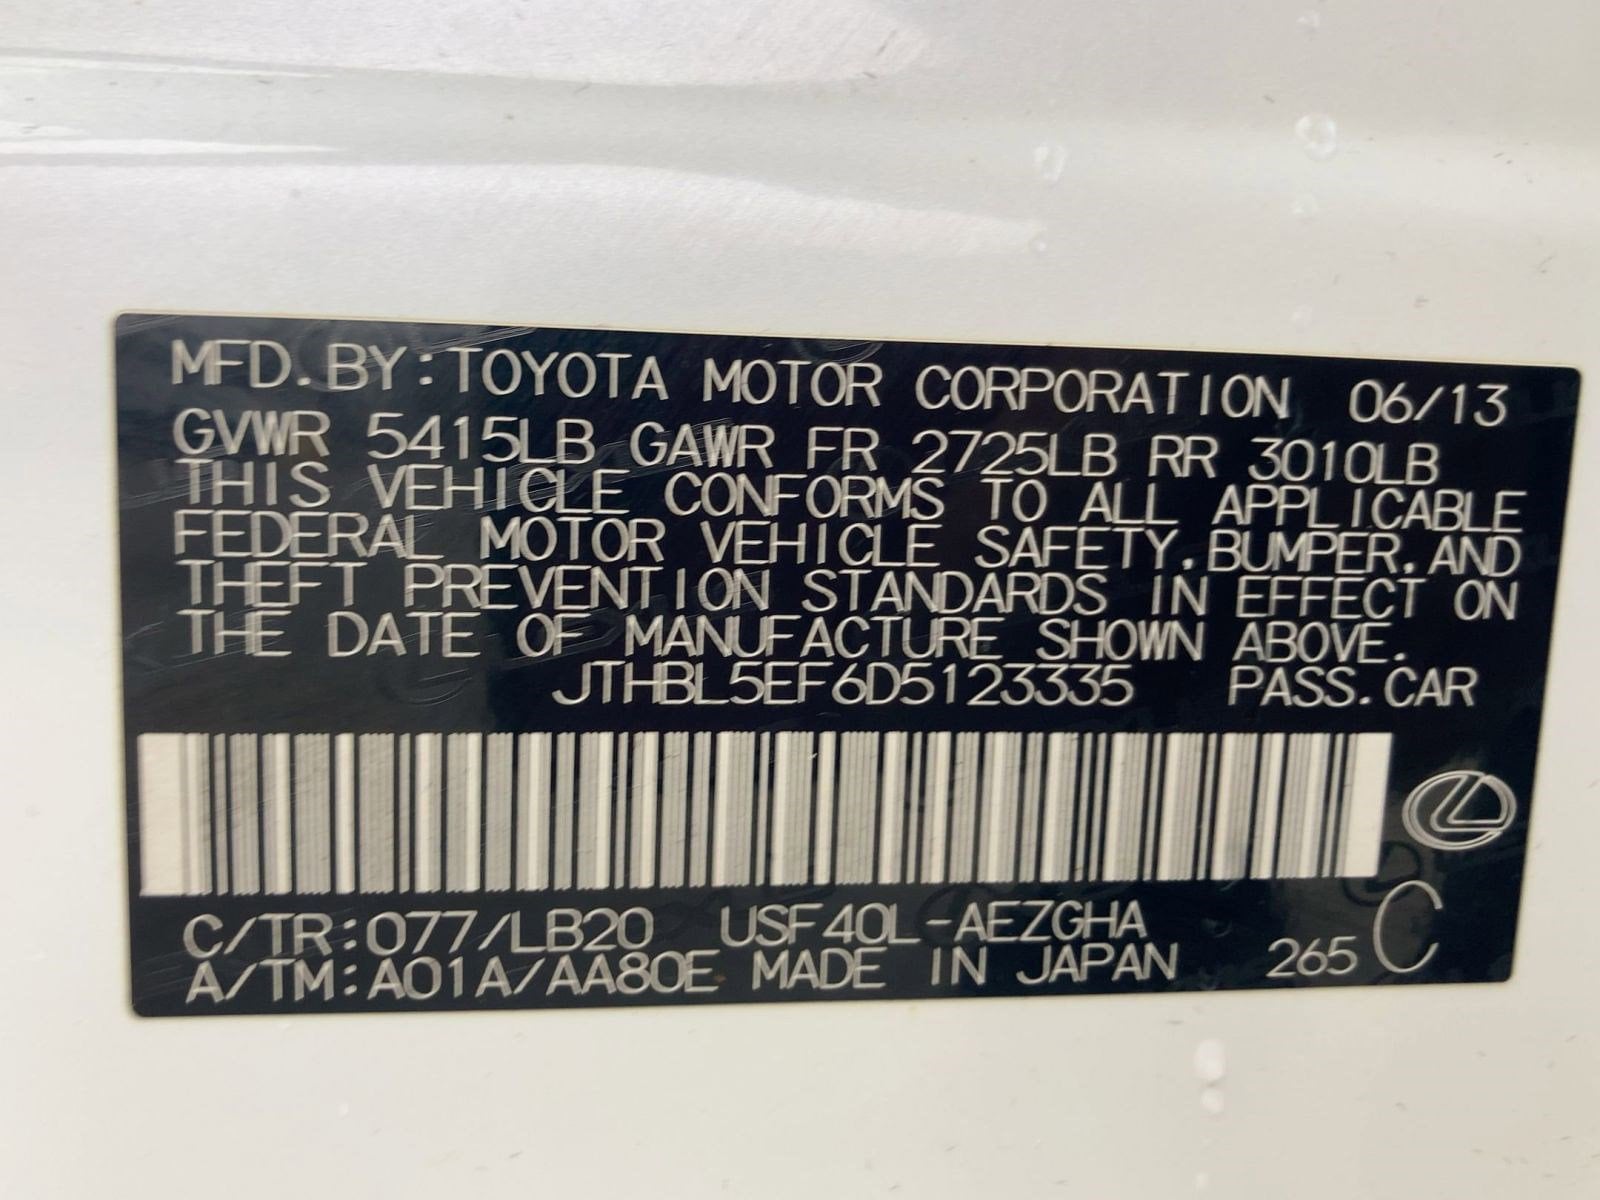 MFD.BY:TOYOTA MOTOR CORPORATION 06/13
GVWR 5415LB GAWR FR 2725LB RR 3010LB
THIS VEHICLE CONFORMS TO ALL APPLICABLE
FEDERAL MOTOR VEHICLE SAFETY,BUMPER,AND
THEFT PREVENTION STANDARDS IN EFFECT ON
THE DATE OF MANUFACTURE SHOWN ABOVE.
JTHBL5EF6D5123335 PASS.CAR
C/TR:077/LB20 USF40L-AEZGHA
A/TM:A01A/AA80E MADE IN JAPAN 265 C